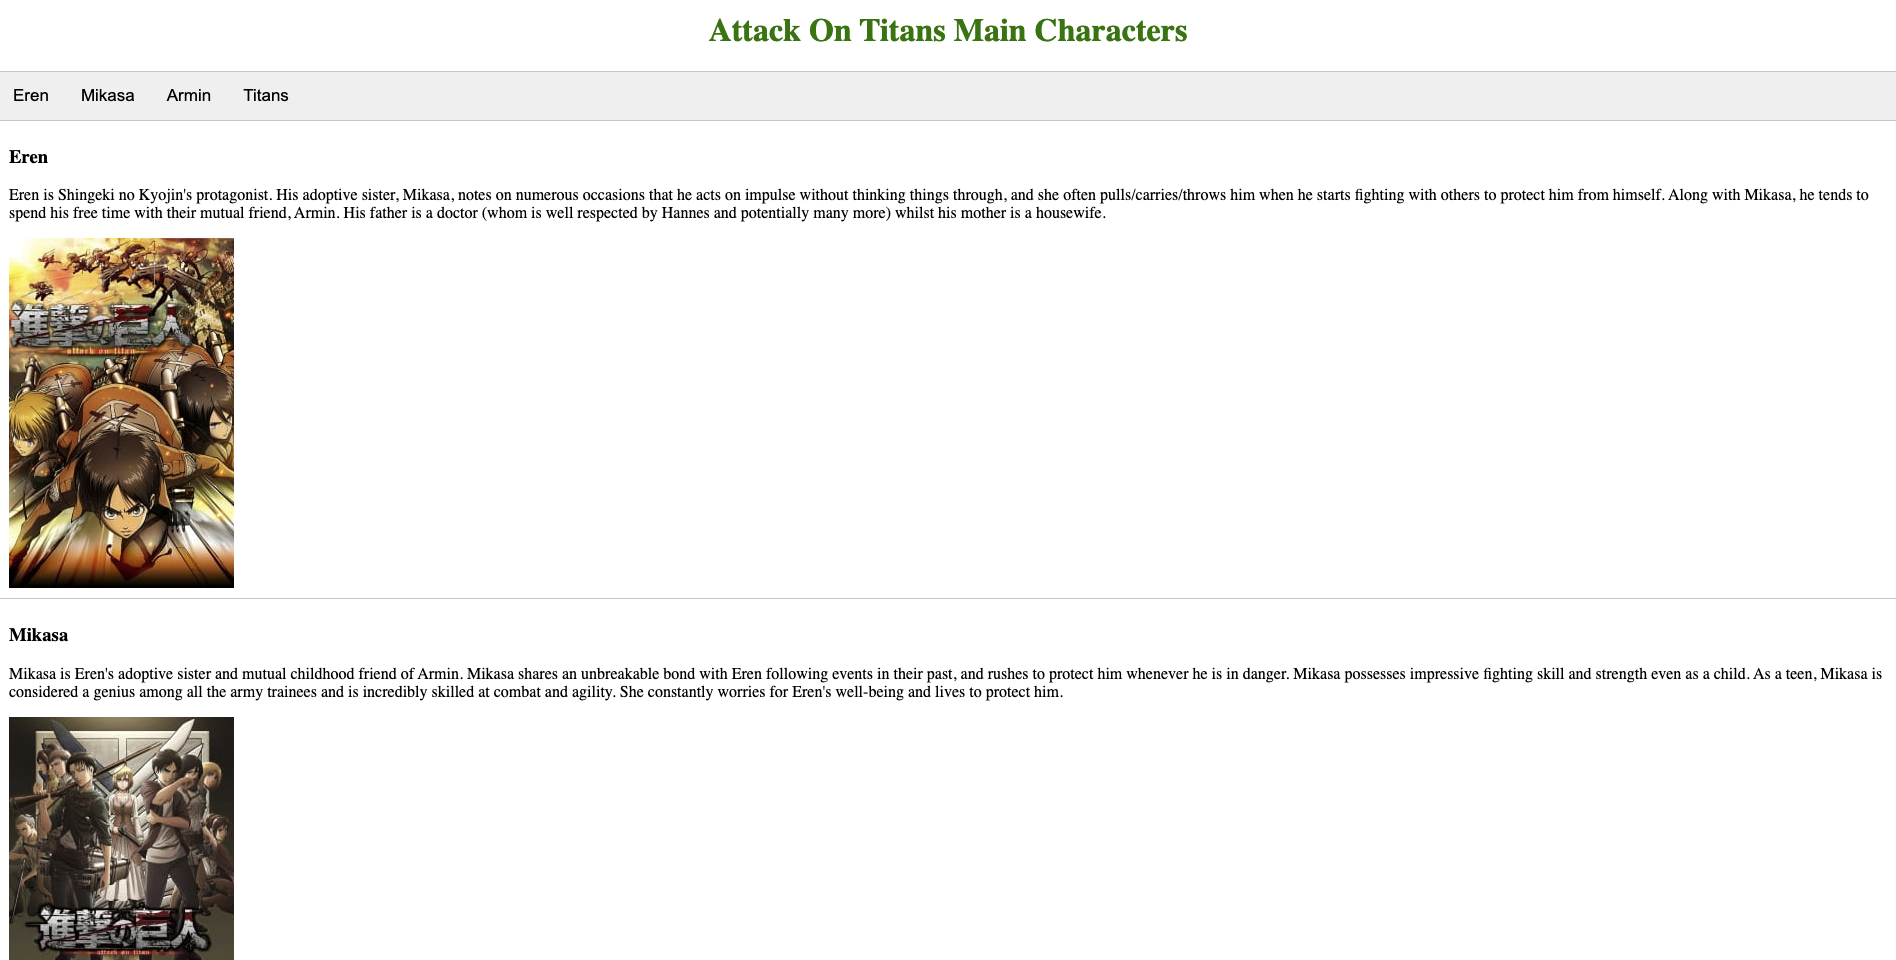 Attack On Titans Main Characters
Eren Mikasa Armin Titans
Eren
Eren is Shingeki no Kyojin's protagonist. His adoptive sister, Mikasa, notes on numerous occasions that he acts on impulse without thinking things through, and she often pulls/carries/throws him when he starts fighting with others to protect him from himself. Along with Mikasa, he tends to
spend his free time with their mutual friend, Armin. His father is a doctor (whom is well respected by Hannes and potentially many more) whilst his mother is a housewife.
進撃の巨人
attack on titan
Mikasa
Mikasa is Eren's adoptive sister and mutual childhood friend of Armin. Mikasa shares an unbreakable bond with Eren following events in their past, and rushes to protect him whenever he is in danger. Mikasa possesses impressive fighting skill and strength even as a child. As a teen, Mikasa is
considered a genius among all the army trainees and is incredibly skilled at combat and agility. She constantly worries for Eren's well-being and lives to protect him.
進撃の巨人
attack on titan